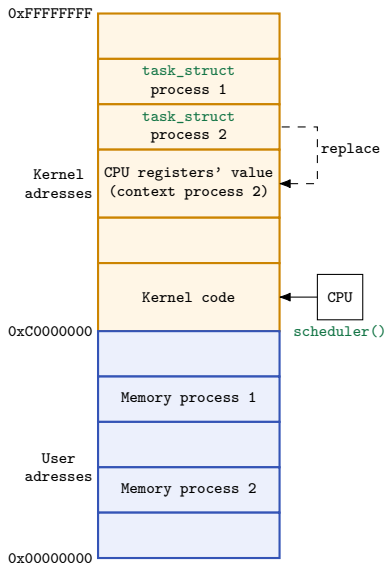 0xFFFFFFFF
task_struct
process 1
task_struct
process 2
replace
CPU registers' value
(context process 2)
Kernel
adresses
Kernel code
CPU
0xC0000000
scheduler()
Memory process 1
User
adresses
Memory process 2
0x00000000